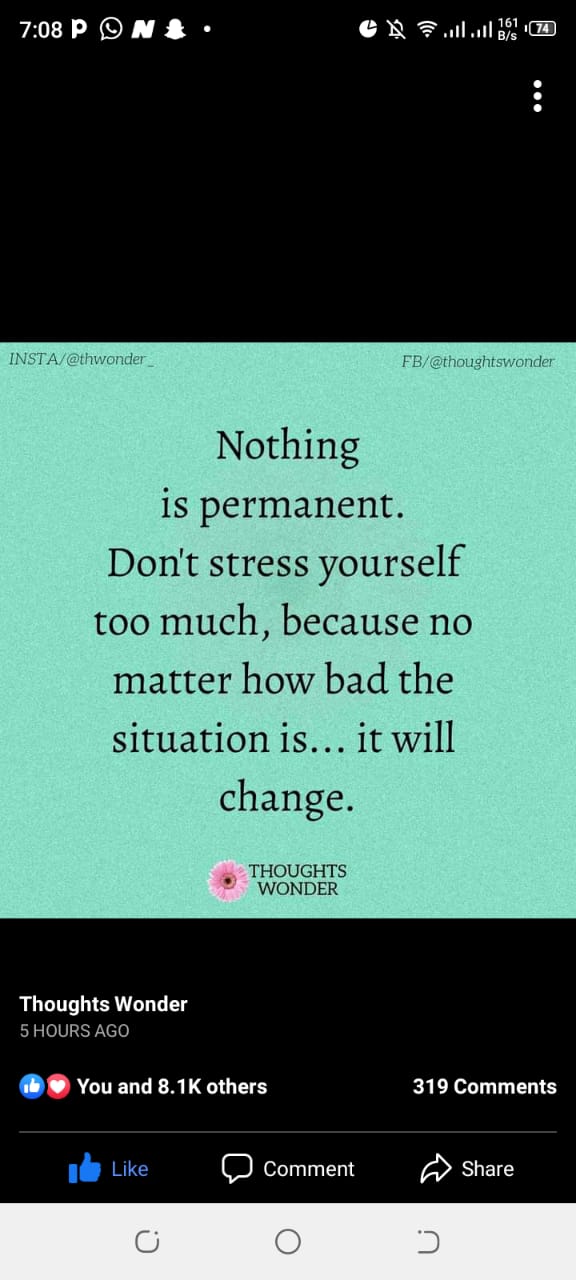 7:08
161
B/s
74
INSTA/@thwonder_
FB/@thoughtswonder
Nothing
is permanent.
Don't stress yourself
too much, because no
matter how bad the
situation is... it will
change.
THOUGHTS
WONDER
Thoughts Wonder
5 HOURS AGO
You and 8.1K others
319 Comments
Like
Comment
Share